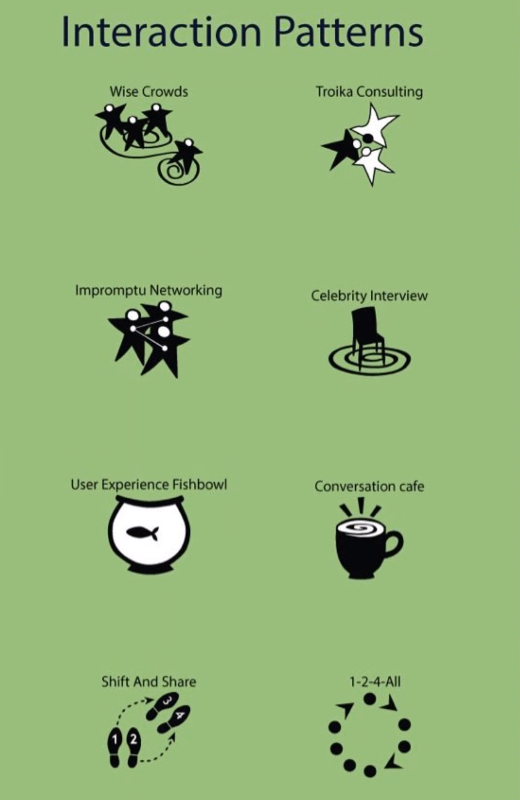 Interaction Patterns
Wise Crowds
Troika Consulting
Impromptu Networking
Celebrity Interview
User Experience Fishbowl
Conversation cafe
Shift And Share
1 2 3 4
1-2-4-All